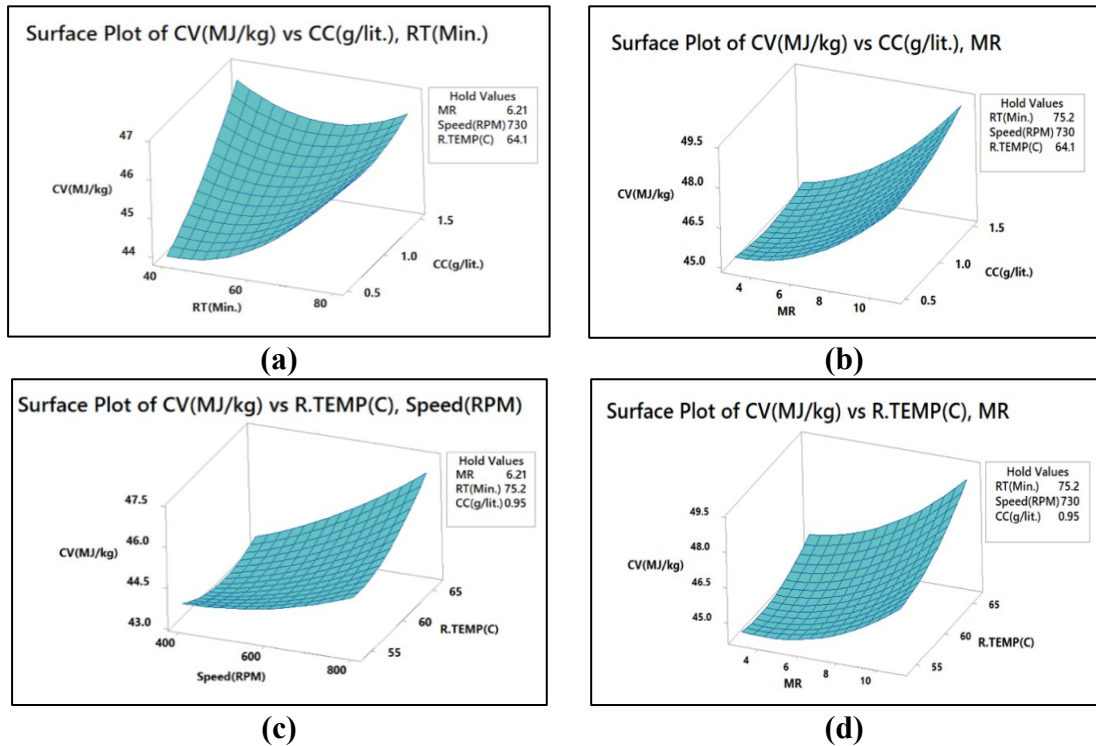 Surface Plot of CV(MJ/kg) vs CC(g/lit.), RT(Min.)
Hold Values
MR 6.21
Speed(RPM) 730
R.TEMP(C) 64.1
47
46
45
44
CV(MJ/kg)
40
60
80
RT(Min.)
1.5
1.0
0.5
CC(g/lit.)
(a)
Surface Plot of CV(MJ/kg) vs CC(g/lit.), MR
Hold Values
RT(Min.) 75.2
Speed(RPM) 730
R.TEMP(C) 64.1
49.5
48.0
46.5
45.0
CV(MJ/kg)
4
6
8
10
MR
1.5
1.0
0.5
CC(g/lit.)
(b)
Surface Plot of CV(MJ/kg) vs R.TEMP(C), Speed(RPM)
Hold Values
MR 6.21
RT(Min.) 75.2
CC(g/lit.) 0.95
47.5
46.0
44.5
43.0
CV(MJ/kg)
400
600
800
Speed(RPM)
65
60
55
R.TEMP(C)
(c)
Surface Plot of CV(MJ/kg) vs R.TEMP(C), MR
Hold Values
RT(Min.) 75.2
Speed(RPM) 730
CC(g/lit.) 0.95
49.5
48.0
46.5
45.0
CV(MJ/kg)
4
6
8
10
MR
65
60
55
R.TEMP(C)
(d)